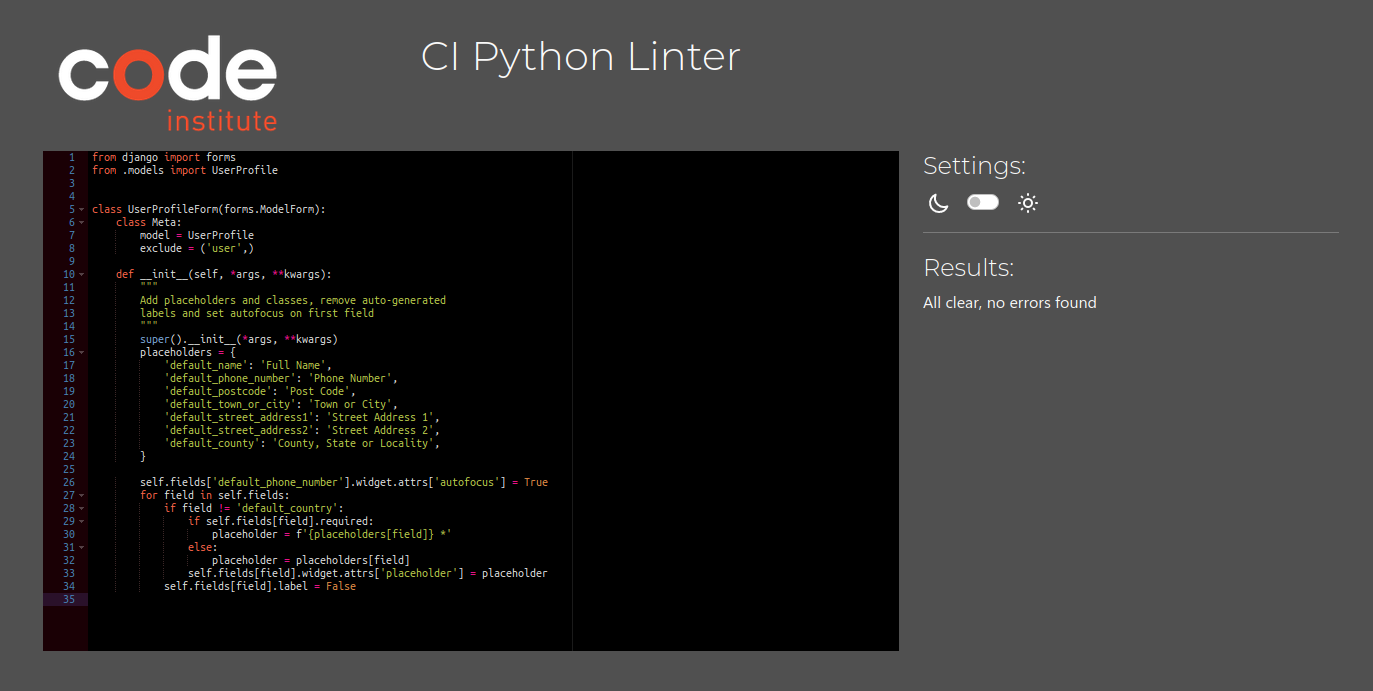 code
institute
CI Python Linter
1 from django import forms
2 from .models import UserProfile
3
4
5 class UserProfileForm(forms.ModelForm):
6     class Meta:
7         model = UserProfile
8         exclude = ('user',)
9
10     def __init__(self, *args, **kwargs):
11         """
12         Add placeholders and classes, remove auto-generated
13         labels and set autofocus on first field
14         """
15         super().__init__(*args, **kwargs)
16         placeholders = {
17             'default_name': 'Full Name',
18             'default_phone_number': 'Phone Number',
19             'default_postcode': 'Post Code',
20             'default_town_or_city': 'Town or City',
21             'default_street_address1': 'Street Address 1',
22             'default_street_address2': 'Street Address 2',
23             'default_county': 'County, State or Locality',
24         }
25
26         self.fields['default_phone_number'].widget.attrs['autofocus'] = True
27         for field in self.fields:
28             if field != 'default_country':
29                 if self.fields[field].required:
30                     placeholder = f'{placeholders[field]} *'
31                 else:
32                     placeholder = placeholders[field]
33                 self.fields[field].widget.attrs['placeholder'] = placeholder
34             self.fields[field].label = False
35
Settings:
Results:
All clear, no errors found